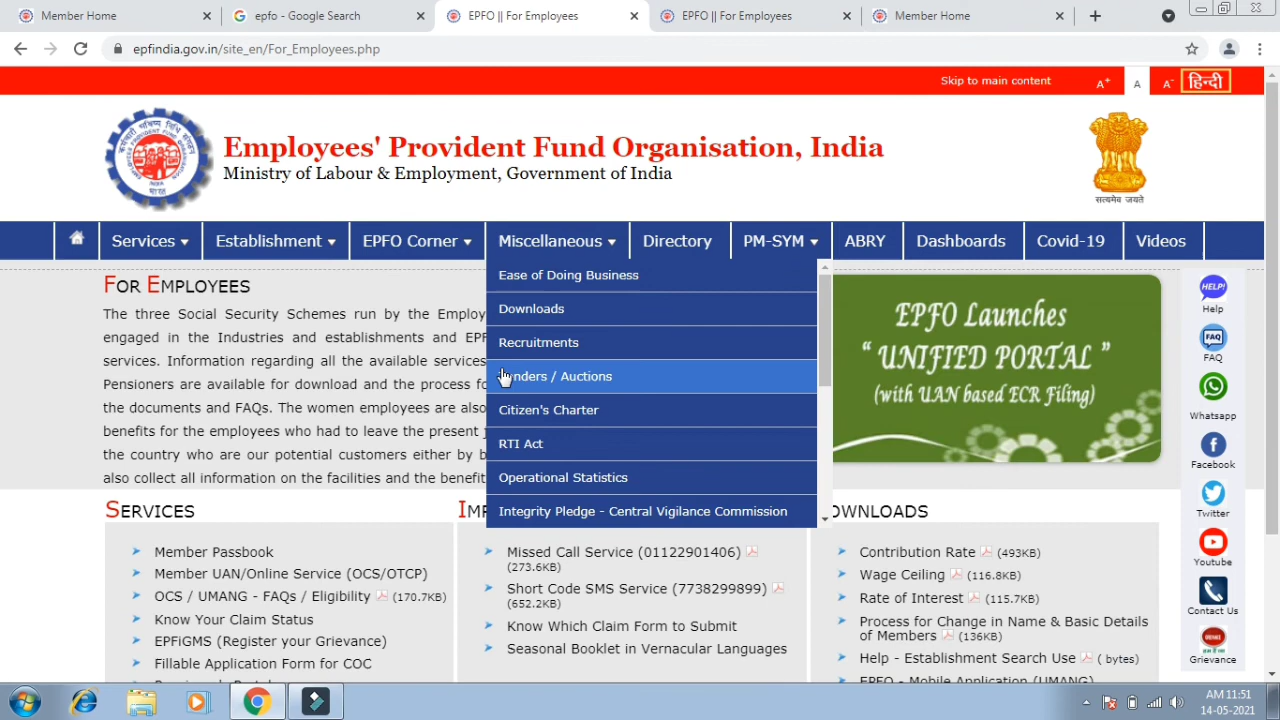 Member Home
epfo - Google Search
EPFO || For Employees
EPFO || For Employees
Member Home
epfindia.gov.in/site_en/For_Employees.php
Skip to main content
A+
A
A-
हिन्दी
Employees' Provident Fund Organisation, India
Ministry of Labour & Employment, Government of India
सत्यमेव जयते
Services
Establishment
EPFO Corner
Miscellaneous
Directory
PM-SYM
ABRY
Dashboards
Covid-19
Videos
Ease of Doing Business
Downloads
Recruitments
/ Auctions
Citizen's Charter
RTI Act
Operational Statistics
Integrity Pledge - Central Vigilance Commission
FOR EMPLOYEES
The three Social Security Schemes run by the Employ
engaged in the Industries and establishments and EPF
services. Information regarding all the available services
Pensioners are available for download and the process fo
the documents and FAQs. The women employees are also
benefits for the employees who had to leave the present j
the country who are our potential customers either by b
also collect all information on the facilities and the benefit
EPFO Launches
“ UNIFIED PORTAL ”
(with UAN based ECR Filing)
HELP!
Help
FAQ
FAQ
Whatsapp
Facebook
Twitter
Youtube
Contact Us
Grievance
SERVICES
Member Passbook
Member UAN/Online Service (OCS/OTCP)
OCS / UMANG - FAQs / Eligibility (170.7KB)
Know Your Claim Status
EPFiGMS (Register your Grievance)
Fillable Application Form for COC
IM
Missed Call Service (01122901406)
(273.6KB)
Short Code SMS Service (7738299899)
(652.2KB)
Know Which Claim Form to Submit
Seasonal Booklet in Vernacular Languages
OWNLOADS
Contribution Rate (493KB)
Wage Ceiling (116.8KB)
Rate of Interest (115.7KB)
Process for Change in Name & Basic Details
of Members (136KB)
Help - Establishment Search Use ( bytes)
EPFO - Mobile Application (UMANG)
AM 11:51
14-05-2021